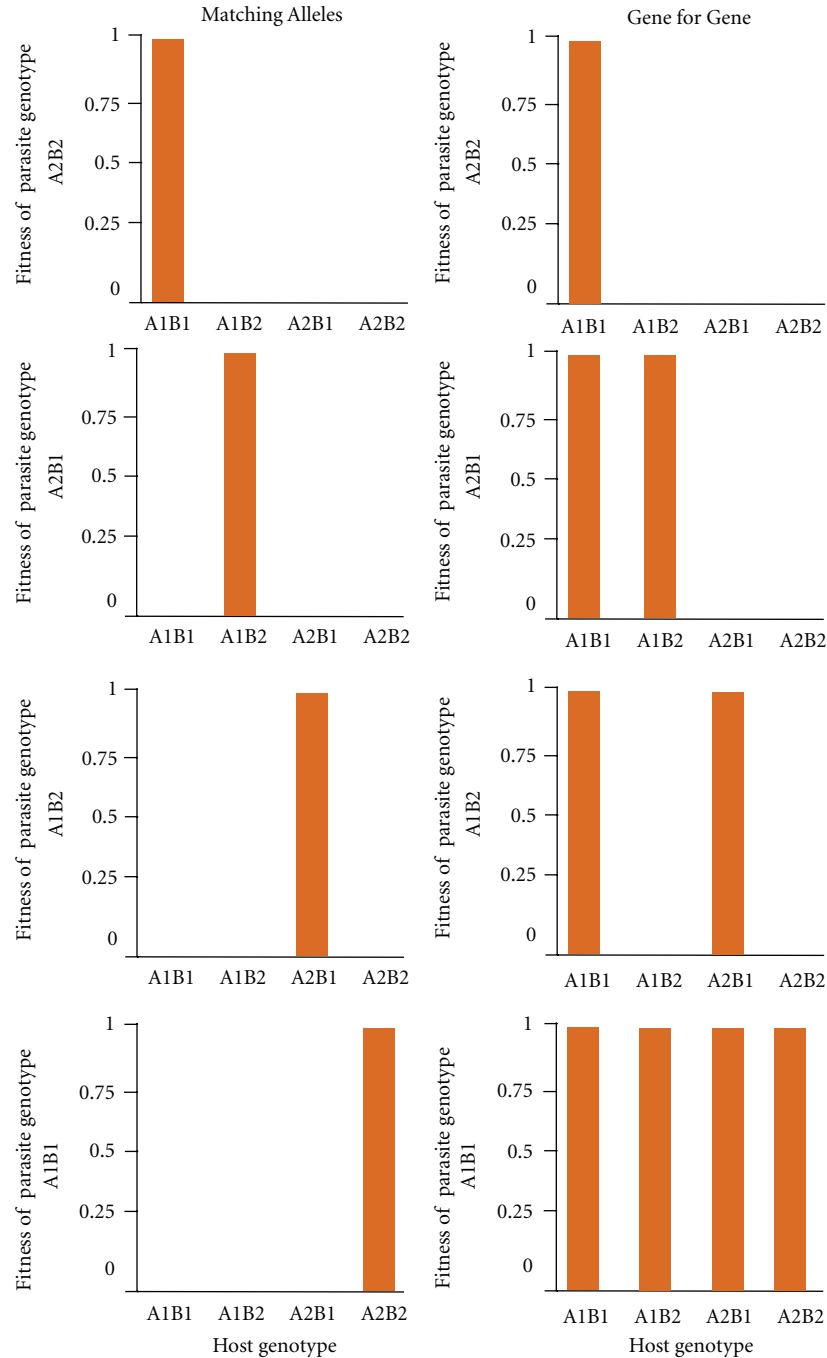 Matching Alleles
Fitness of parasite genotype
A2B2
1
0.75
0.5
0.25
0
A1B1 A1B2 A2B1 A2B2
Gene for Gene
Fitness of parasite genotype
A2B2
1
0.75
0.5
0.25
0
A1B1 A1B2 A2B1 A2B2
Fitness of parasite genotype
A2B1
1
0.75
0.5
0.25
0
A1B1 A1B2 A2B1 A2B2
Fitness of parasite genotype
A2B1
1
0.75
0.5
0.25
0
A1B1 A1B2 A2B1 A2B2
Fitness of parasite genotype
A1B2
1
0.75
0.5
0.25
0
A1B1 A1B2 A2B1 A2B2
Fitness of parasite genotype
A1B2
1
0.75
0.5
0.25
0
A1B1 A1B2 A2B1 A2B2
Fitness of parasite genotype
A1B1
1
0.75
0.5
0.25
0
A1B1 A1B2 A2B1 A2B2
Host genotype
Fitness of parasite genotype
A1B1
1
0.75
0.5
0.25
0
A1B1 A1B2 A2B1 A2B2
Host genotype